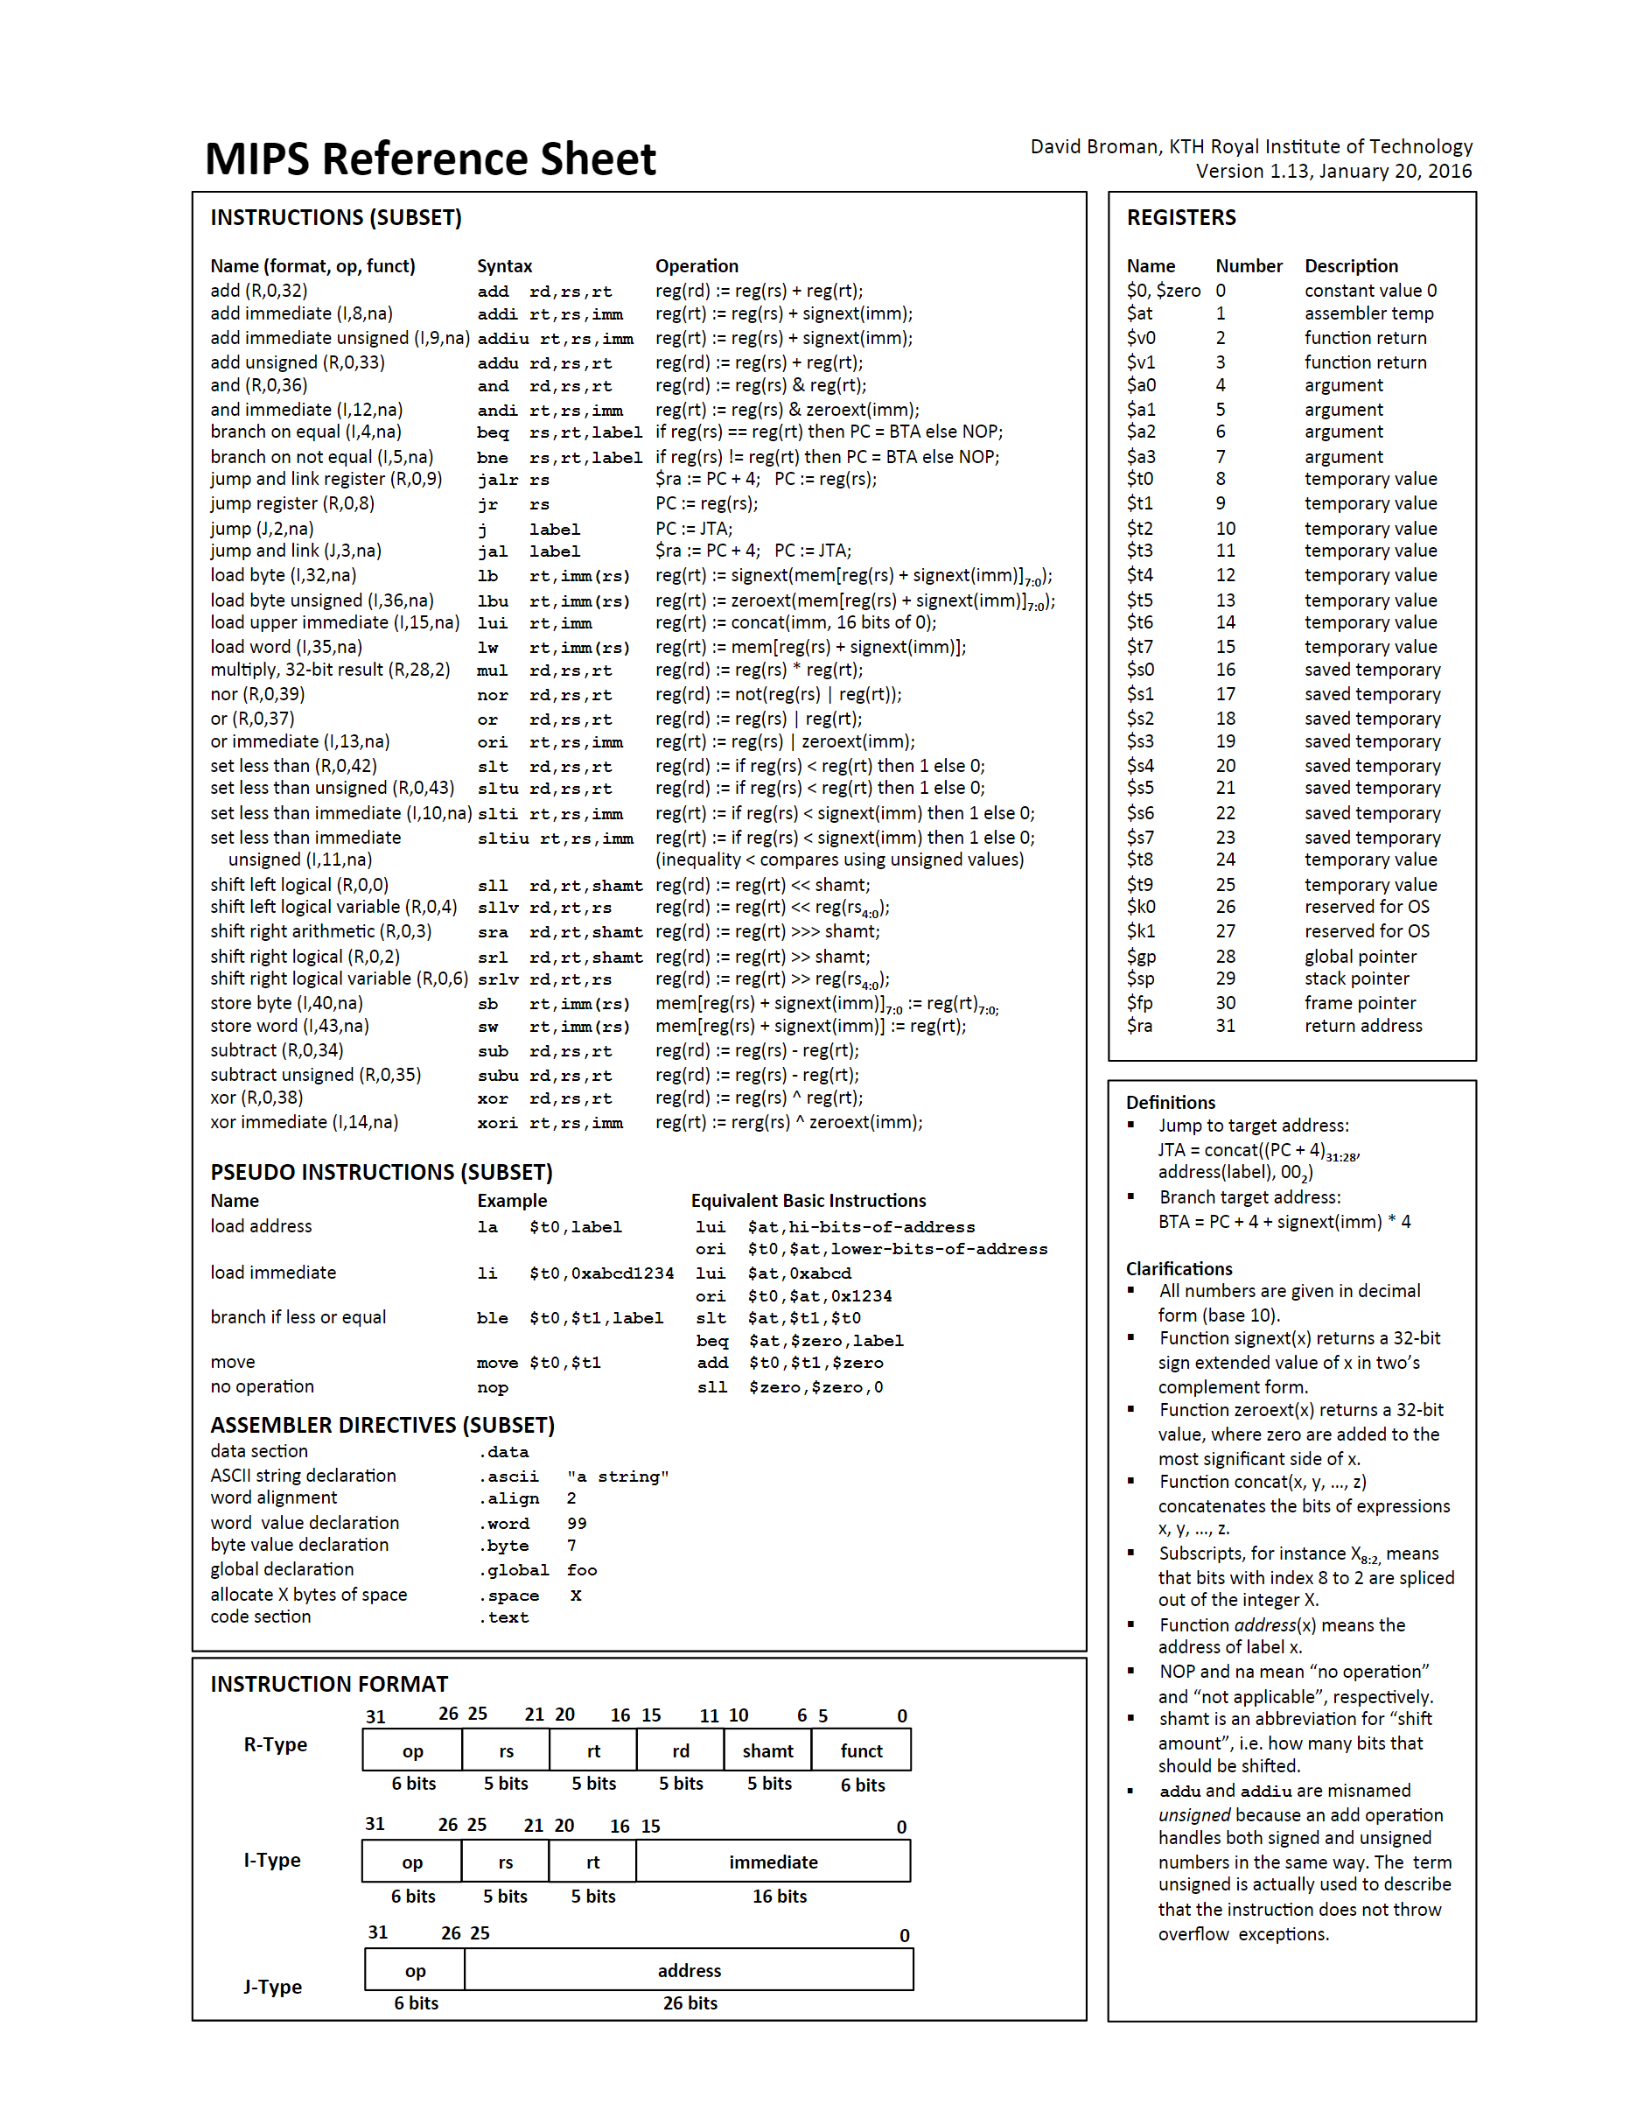 MIPS Reference Sheet
David Broman, KTH Royal Institute of Technology
Version 1.13, January 20, 2016
INSTRUCTIONS (SUBSET)
Name (format, op, funct) Syntax Operation
add (R,0,32) add rd,rs,rt reg(rd) := reg(rs) + reg(rt);
add immediate (I,8,na) addi rt,rs,imm reg(rt) := reg(rs) + signext(imm);
add immediate unsigned (I,9,na) addiu rt,rs,imm reg(rt) := reg(rs) + signext(imm);
add unsigned (R,0,33) addu rd,rs,rt reg(rd) := reg(rs) + reg(rt);
and (R,0,36) and rd,rs,rt reg(rd) := reg(rs) & reg(rt);
and immediate (I,12,na) andi rt,rs,imm reg(rt) := reg(rs) & zeroext(imm);
branch on equal (I,4,na) beq rs,rt,label if reg(rs) == reg(rt) then PC = BTA else NOP;
branch on not equal (I,5,na) bne rs,rt,label if reg(rs) != reg(rt) then PC = BTA else NOP;
jump and link register (R,0,9) jalr rs $ra := PC + 4; PC := reg(rs);
jump register (R,0,8) jr rs PC := reg(rs);
jump (J,2,na) j label PC := JTA;
jump and link (J,3,na) jal label $ra := PC + 4; PC := JTA;
load byte (I,32,na) lb rt,imm(rs) reg(rt) := signext(mem[reg(rs) + signext(imm)]7:0);
load byte unsigned (I,36,na) lbu rt,imm(rs) reg(rt) := zeroext(mem[reg(rs) + signext(imm)]7:0);
load upper immediate (I,15,na) lui rt,imm reg(rt) := concat(imm, 16 bits of 0);
load word (I,35,na) lw rt,imm(rs) reg(rt) := mem[reg(rs) + signext(imm)];
multiply, 32-bit result (R,28,2) mul rd,rs,rt reg(rd) := reg(rs) * reg(rt);
nor (R,0,39) nor rd,rs,rt reg(rd) := not(reg(rs) | reg(rt));
or (R,0,37) or rd,rs,rt reg(rd) := reg(rs) | reg(rt);
or immediate (I,13,na) ori rt,rs,imm reg(rt) := reg(rs) | zeroext(imm);
set less than (R,0,42) slt rd,rs,rt reg(rd) := if reg(rs) < reg(rt) then 1 else 0;
set less than unsigned (R,0,43) sltu rd,rs,rt reg(rd) := if reg(rs) < reg(rt) then 1 else 0;
set less than immediate (I,10,na) slti rt,rs,imm reg(rt) := if reg(rs) < signext(imm) then 1 else 0;
set less than immediate sltiu rt,rs,imm reg(rt) := if reg(rs) < signext(imm) then 1 else 0;
unsigned (I,11,na) (inequality < compares using unsigned values)
shift left logical (R,0,0) sll rd,rt,shamt reg(rd) := reg(rt) << shamt;
shift left logical variable (R,0,4) sllv rd,rt,rs reg(rd) := reg(rt) << reg(rs4:0);
shift right arithmetic (R,0,3) sra rd,rt,shamt reg(rd) := reg(rt) >>> shamt;
shift right logical (R,0,2) srl rd,rt,shamt reg(rd) := reg(rt) >> shamt;
shift right logical variable (R,0,6) srlv rd,rt,rs reg(rd) := reg(rt) >> reg(rs4:0);
store byte (I,40,na) sb rt,imm(rs) mem[reg(rs) + signext(imm)]7:0 := reg(rt)7:0;
store word (I,43,na) sw rt,imm(rs) mem[reg(rs) + signext(imm)] := reg(rt);
subtract (R,0,34) sub rd,rs,rt reg(rd) := reg(rs) - reg(rt);
subtract unsigned (R,0,35) subu rd,rs,rt reg(rd) := reg(rs) - reg(rt);
xor (R,0,38) xor rd,rs,rt reg(rd) := reg(rs) ^ reg(rt);
xor immediate (I,14,na) xori rt,rs,imm reg(rt) := rerg(rs) ^ zeroext(imm);
PSEUDO INSTRUCTIONS (SUBSET)
Name Example Equivalent Basic Instructions
load address la $t0,label lui $at,hi-bits-of-address
ori $t0,$at,lower-bits-of-address
load immediate li $t0,0xabcd1234 lui $at,0xabcd
ori $t0,$at,0x1234
branch if less or equal ble $t0,$t1,label slt $at,$t1,$t0
beq $at,$zero,label
move move $t0,$t1 add $t0,$t1,$zero
no operation nop sll $zero,$zero,0
ASSEMBLER DIRECTIVES (SUBSET)
data section .data
ASCII string declaration .ascii "a string"
word alignment .align 2
word value declaration .word 99
byte value declaration .byte 7
global declaration .global foo
allocate X bytes of space .space X
code section .text
INSTRUCTION FORMAT
31 26 25 21 20 16 15 11 10 6 5 0
R-Type op rs rt rd shamt funct
6 bits 5 bits 5 bits 5 bits 5 bits 6 bits
31 26 25 21 20 16 15 0
I-Type op rs rt immediate
6 bits 5 bits 5 bits 16 bits
31 26 25 0
J-Type op address
6 bits 26 bits
REGISTERS
Name Number Description
$0, $zero 0 constant value 0
$at 1 assembler temp
$v0 2 function return
$v1 3 function return
$a0 4 argument
$a1 5 argument
$a2 6 argument
$a3 7 argument
$t0 8 temporary value
$t1 9 temporary value
$t2 10 temporary value
$t3 11 temporary value
$t4 12 temporary value
$t5 13 temporary value
$t6 14 temporary value
$t7 15 temporary value
$s0 16 saved temporary
$s1 17 saved temporary
$s2 18 saved temporary
$s3 19 saved temporary
$s4 20 saved temporary
$s5 21 saved temporary
$s6 22 saved temporary
$s7 23 saved temporary
$t8 24 temporary value
$t9 25 temporary value
$k0 26 reserved for OS
$k1 27 reserved for OS
$gp 28 global pointer
$sp 29 stack pointer
$fp 30 frame pointer
$ra 31 return address
Definitions
▪ Jump to target address:
JTA = concat((PC + 4)31:28,
address(label), 002)
▪ Branch target address:
BTA = PC + 4 + signext(imm) * 4
Clarifications
▪ All numbers are given in decimal
form (base 10).
▪ Function signext(x) returns a 32-bit
sign extended value of x in two's
complement form.
▪ Function zeroext(x) returns a 32-bit
value, where zero are added to the
most significant side of x.
▪ Function concat(x, y, ..., z)
concatenates the bits of expressions
x, y, ..., z.
▪ Subscripts, for instance X8:2, means
that bits with index 8 to 2 are spliced
out of the integer X.
▪ Function address(x) means the
address of label x.
▪ NOP and na mean “no operation”
and “not applicable”, respectively.
▪ shamt is an abbreviation for “shift
amount”, i.e. how many bits that
should be shifted.
▪ addu and addiu are misnamed
unsigned because an add operation
handles both signed and unsigned
numbers in the same way. The term
unsigned is actually used to describe
that the instruction does not throw
overflow exceptions.